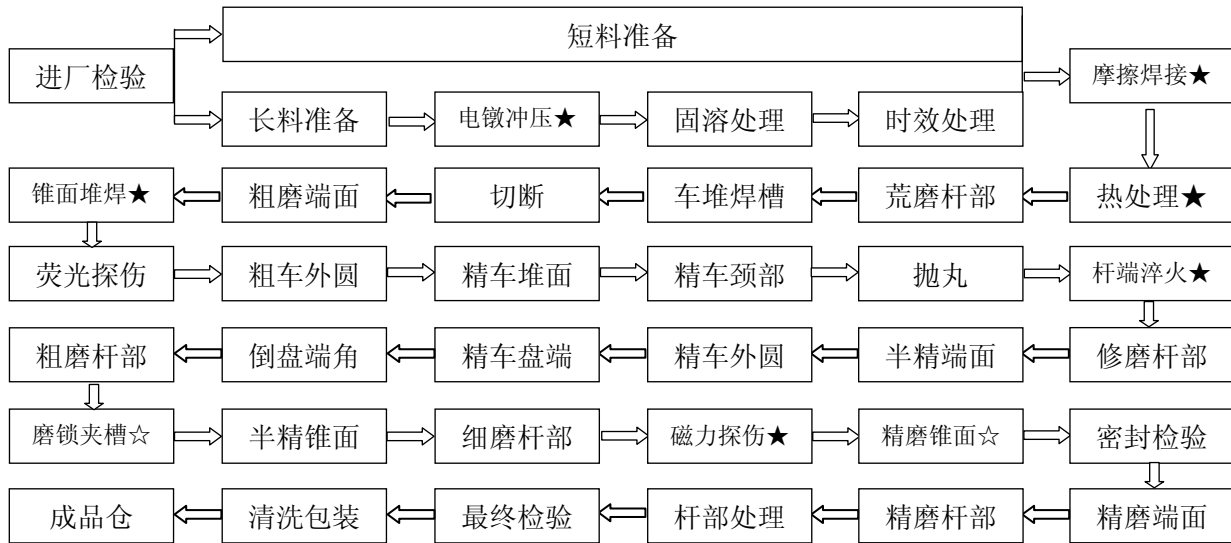 短料准备
进厂检验
摩擦焊接★
长料准备 电镦冲压★ 固溶处理 时效处理
锥面堆焊★ 粗磨端面 切断 车堆焊槽 荒磨杆部 热处理★
荧光探伤 粗车外圆 精车堆面 精车颈部 抛丸 杆端淬火★
粗磨杆部 倒盘端角 精车盘端 精车外圆 半精端面 修磨杆部
磨锁夹槽☆ 半精锥面 细磨杆部 磁力探伤★ 精磨锥面☆ 密封检验
成品仓 清洗包装 最终检验 杆部处理 精磨杆部 精磨端面